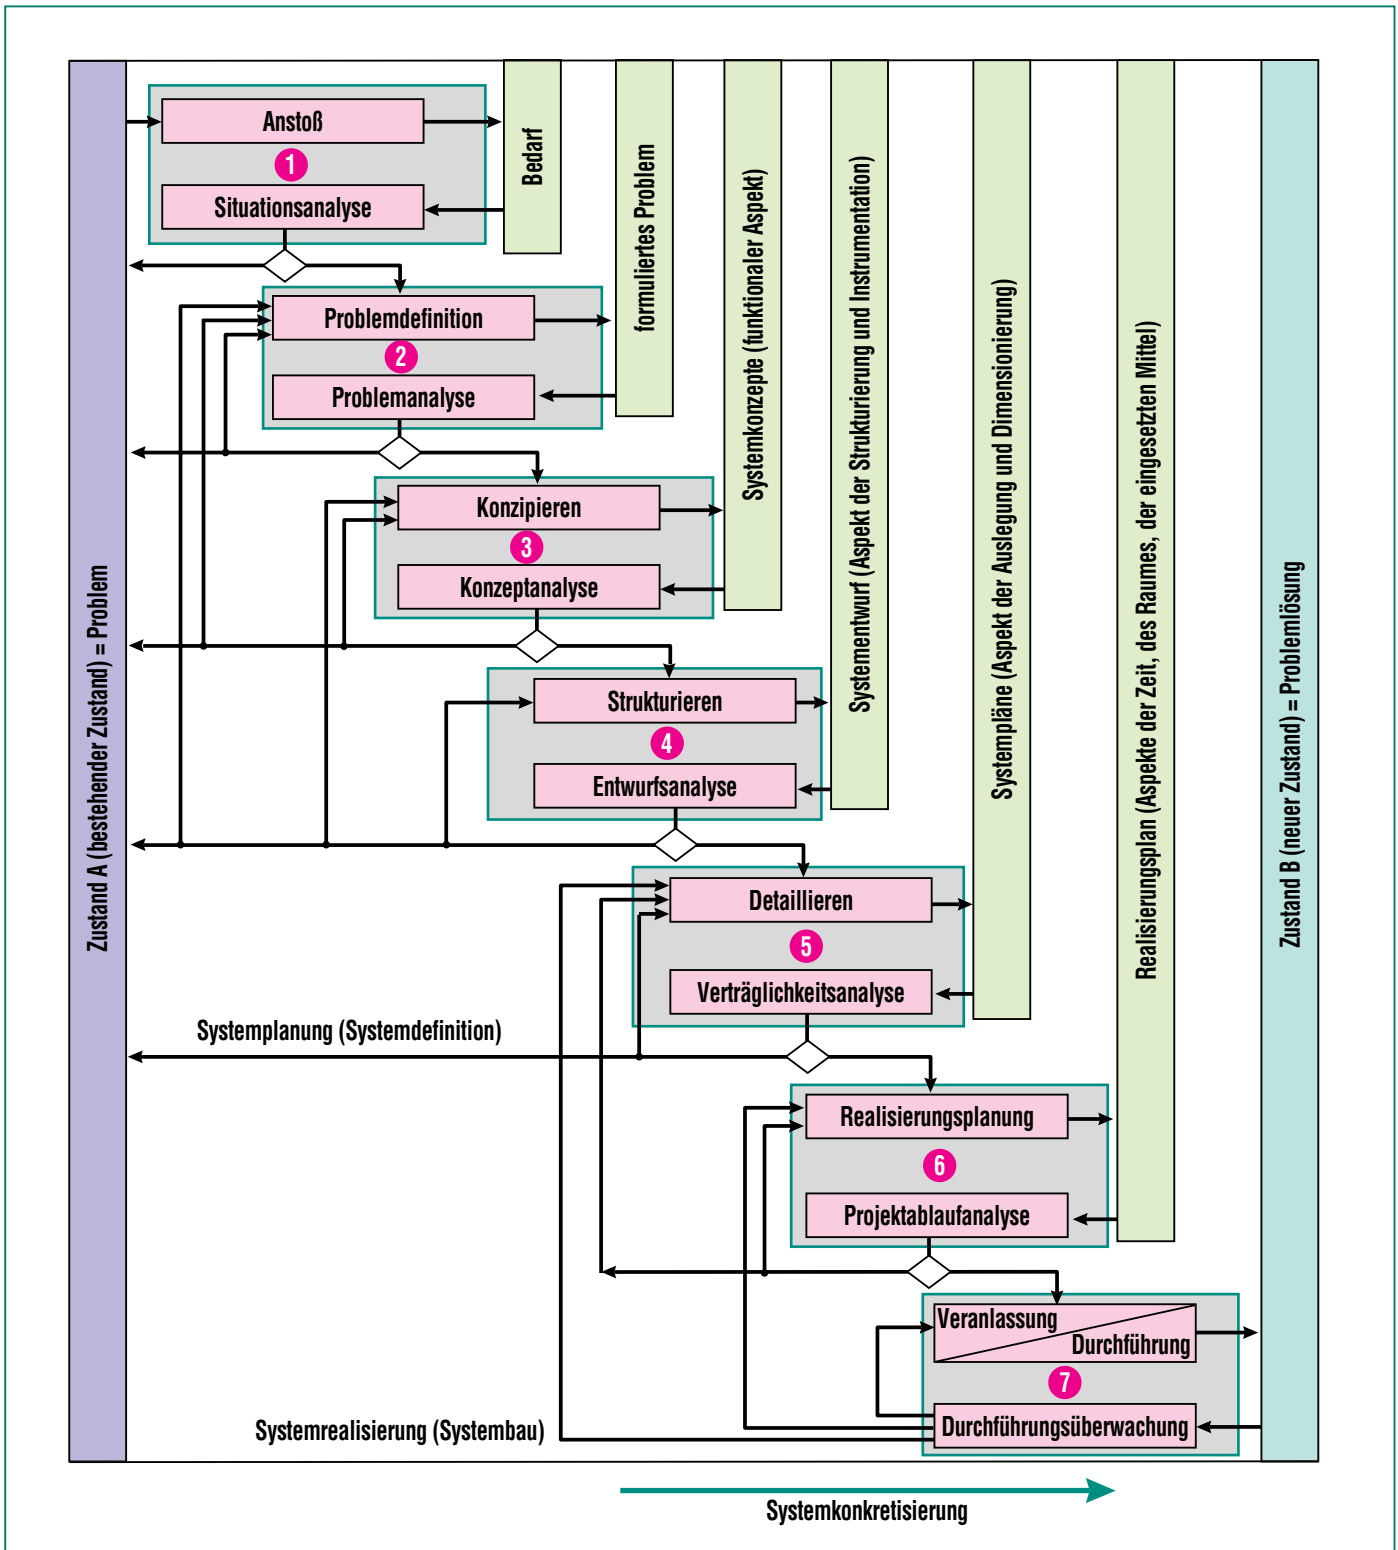 Zustand A (bestehender Zustand) = Problem
Anstoß
1
Situationsanalyse
Bedarf
Problemdefinition
2
Problemanalyse
formuliertes Problem
Konzipieren
3
Konzeptanalyse
Systemkonzepte (funktionaler Aspekt)
Strukturieren
4
Entwurfsanalyse
Systementwurf (Aspekt der Strukturierung und Instrumentation)
Detaillieren
5
Verträglichkeitsanalyse
Systempläne (Aspekt der Auslegung und Dimensionierung)
Systemplanung (Systemdefinition)
Realisierungsplanung
6
Projektablaufanalyse
Realisierungsplan (Aspekte der Zeit, des Raumes, der eingesetzten Mittel)
Veranlassung
Durchführung
7
Durchführungsüberwachung
Zustand B (neuer Zustand) = Problemlösung
Systemrealisierung (Systembau)
Systemkonkretisierung